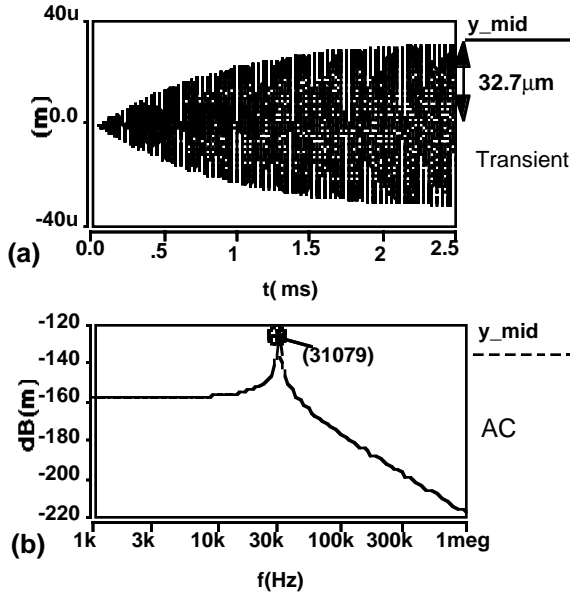 40u
y_mid
32.7μm
(m)
0.0
Transient
-40u
(a)
0.0 .5 1 1.5 2 2.5
t( ms)
-120
y_mid
(31079)
-140
dB(m)
-160
AC
-180
-200
-220
(b)
1k 3k 10k 30k 100k 300k 1meg
f(Hz)